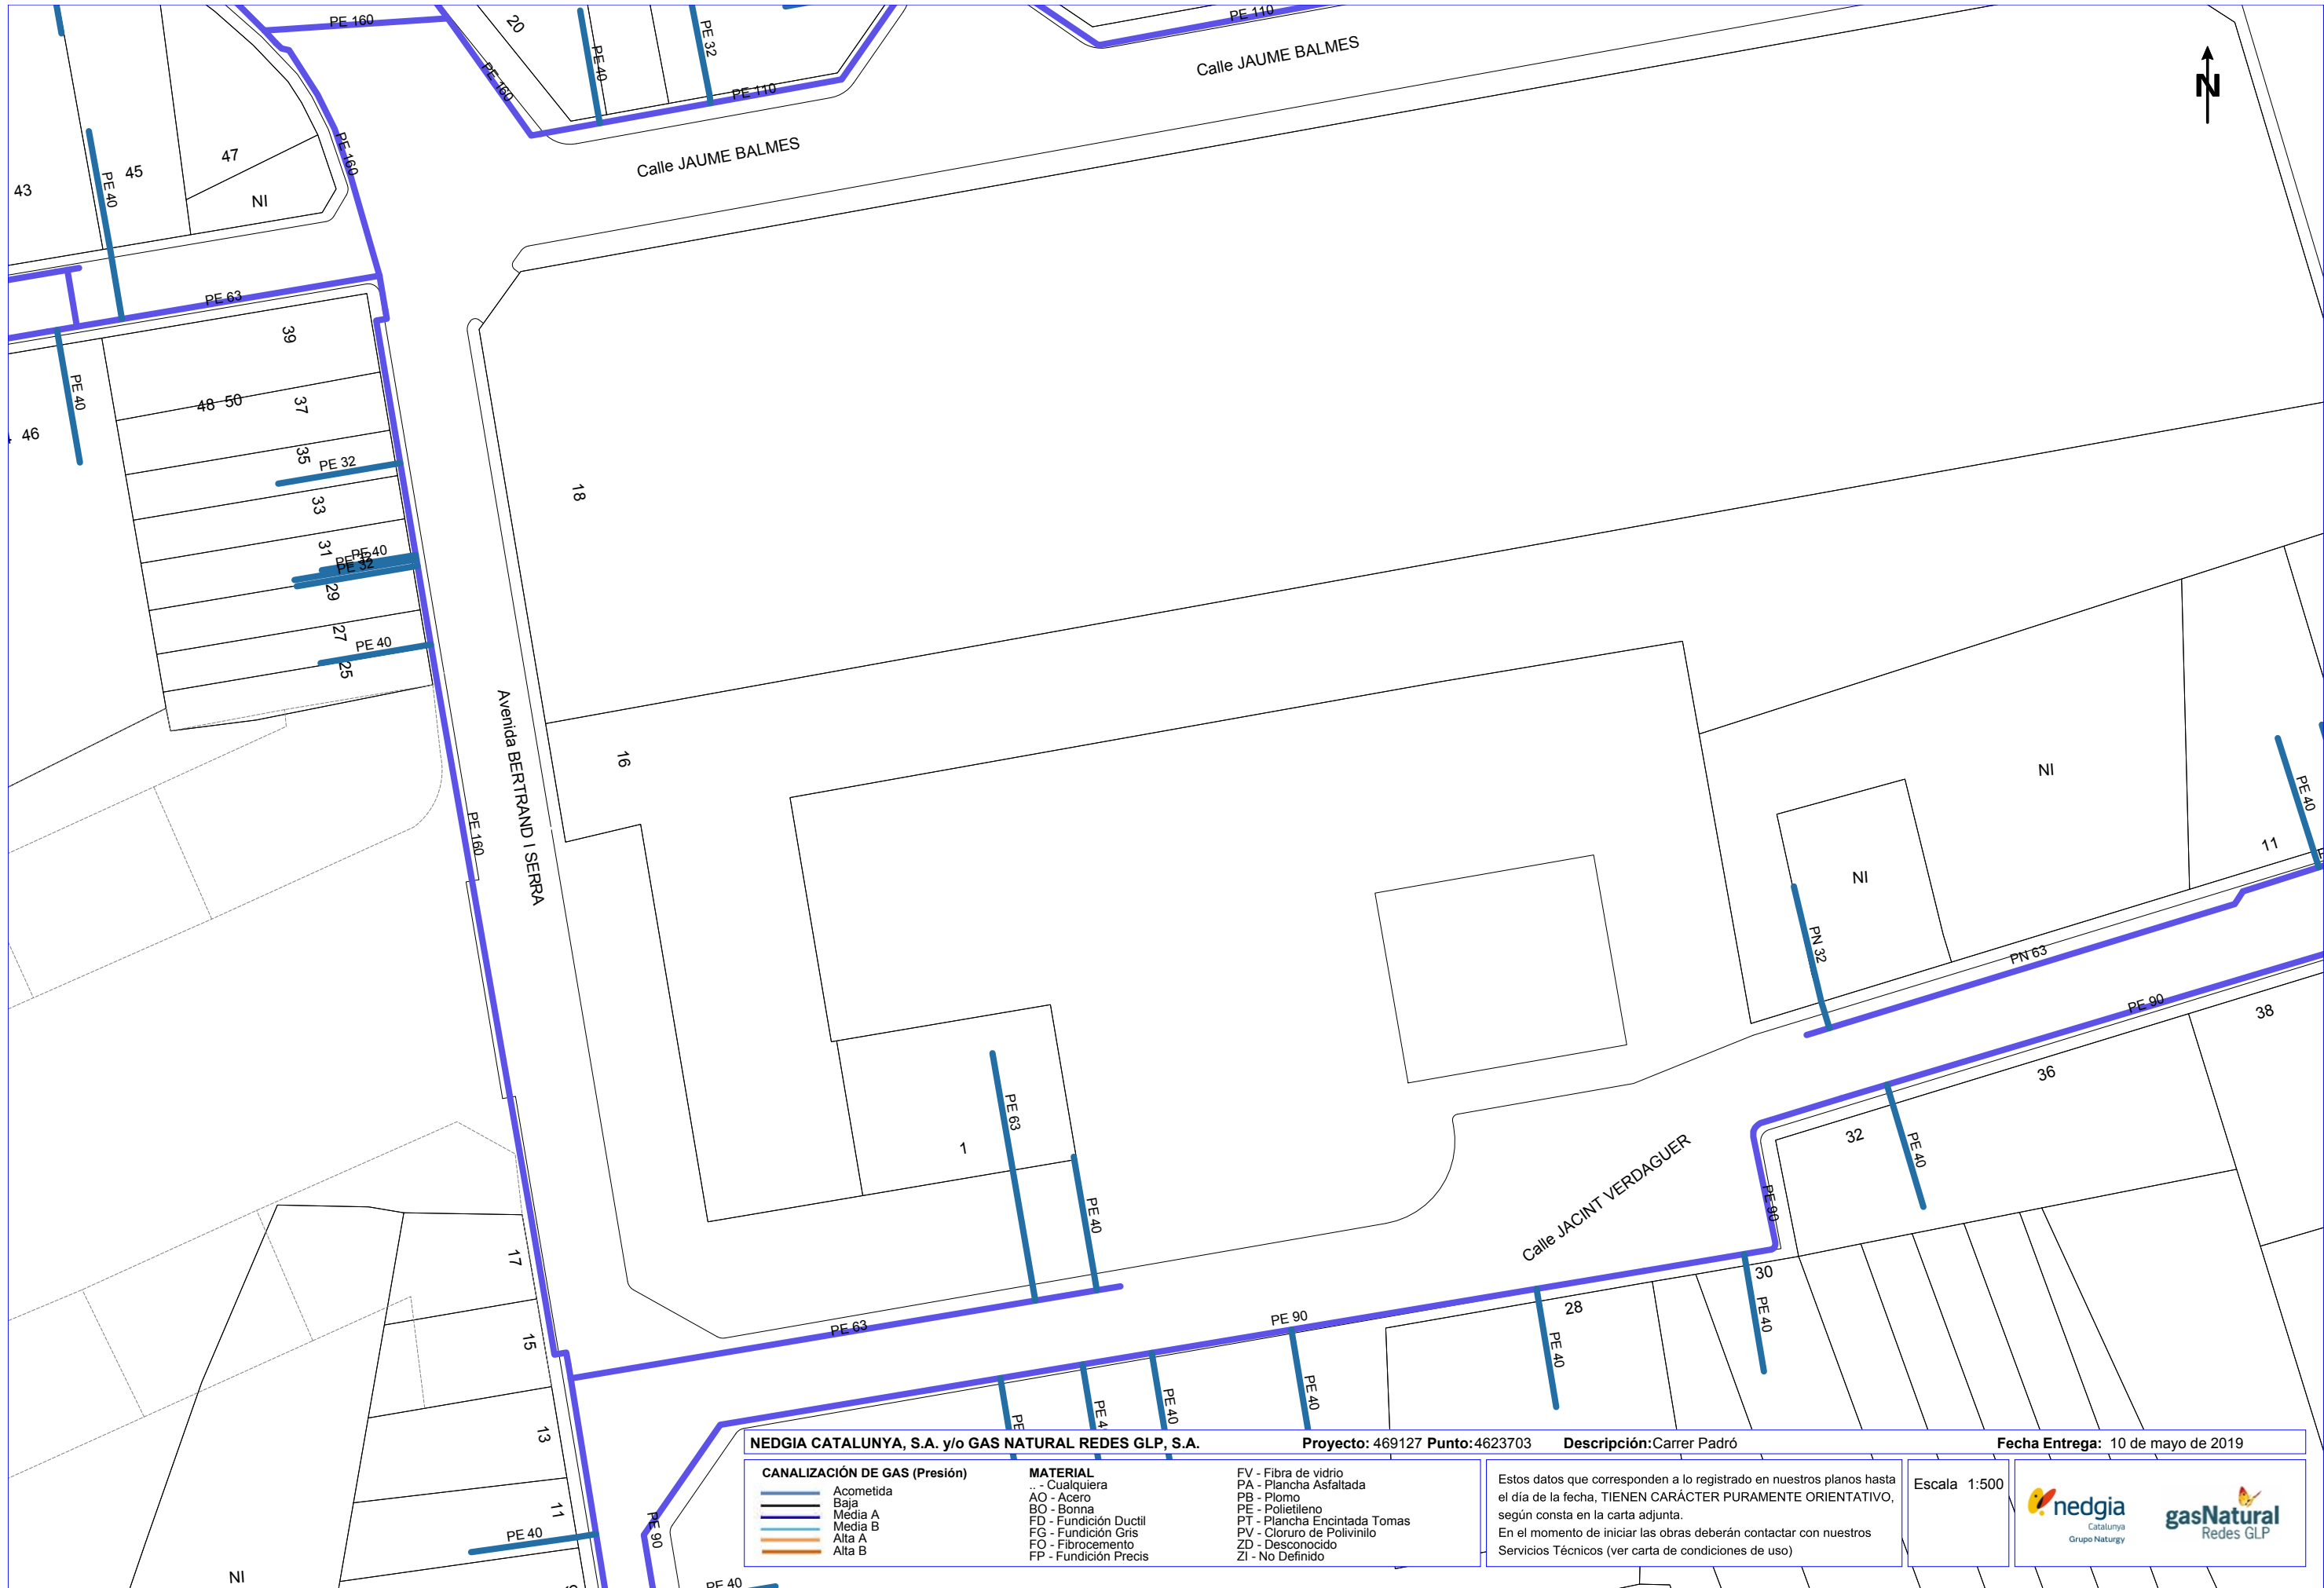 PE 160
20
PE 40
PE 32
PE 110
Calle JAUME BALMES
N
PE 160
PE 110
Calle JAUME BALMES
PE 160
43
PE 40
45
47
NI
PE 63
39
PE 40
48 50
37
46
35
PE 32
33
18
31
PE 40
PE 32
29
27
PE 40
25
Avenida BERTRAND I SERRA
16
PE 160
NI
PE 40
11
NI
PN 32
PN 63
PE 90
38
36
PE 63
1
32
PE 40
PE 40
PE 90
Calle JACINT VERDAGUER
17
30
PE 40
28
PE 90
PE 63
15
PE 40
PE 40
PE 40
PE
PE 4
13
11
PE 40
PE 90
NI
PE 40
NEDGIA CATALUNYA, S.A. y/o GAS NATURAL REDES GLP, S.A. Proyecto: 469127 Punto:4623703 Descripción:Carrer Padró Fecha Entrega: 10 de mayo de 2019
CANALIZACIÓN DE GAS (Presión)
Acometida
Baja
Media A
Media B
Alta A
Alta B
MATERIAL
.. - Cualquiera
AO - Acero
BO - Bonna
FD - Fundición Ductil
FG - Fundición Gris
FO - Fibrocemento
FP - Fundición Precis
FV - Fibra de vidrio
PA - Plancha Asfaltada
PB - Plomo
PE - Polietileno
PT - Plancha Encintada Tomas
PV - Cloruro de Polivinilo
ZD - Desconocido
ZI - No Definido
Estos datos que corresponden a lo registrado en nuestros planos hasta
el día de la fecha, TIENEN CARÁCTER PURAMENTE ORIENTATIVO,
según consta en la carta adjunta.
En el momento de iniciar las obras deberán contactar con nuestros
Servicios Técnicos (ver carta de condiciones de uso)
Escala 1:500
nedgia
Catalunya
Grupo Naturgy
gasNatural
Redes GLP